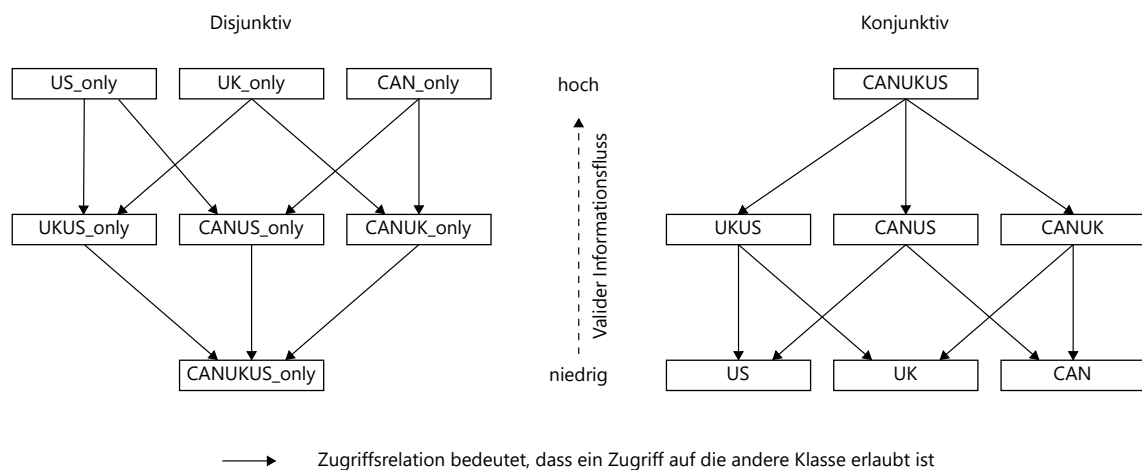 Disjunktiv
Konjunktiv
US_only
UK_only
CAN_only
hoch
CANUKUS
Valider Informationsfluss
UKUS_only
CANUS_only
CANUK_only
UKUS
CANUS
CANUK
CANUKUS_only
niedrig
US
UK
CAN
Zugriffsrelation bedeutet, dass ein Zugriff auf die andere Klasse erlaubt ist